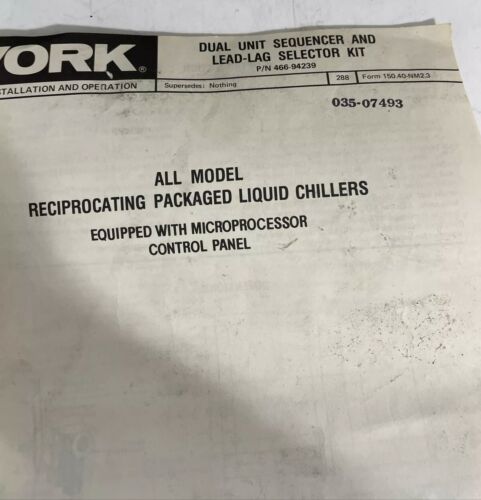 YORK®
DUAL UNIT SEQUENCER AND
LEAD-LAG SELECTOR KIT
P/N 466-94239
STALLATION AND OPERATION
Supersedes: Nothing
288
Form 150.40-NM2.3
035-07493
ALL MODEL
RECIPROCATING PACKAGED LIQUID CHILLERS
EQUIPPED WITH MICROPROCESSOR
CONTROL PANEL